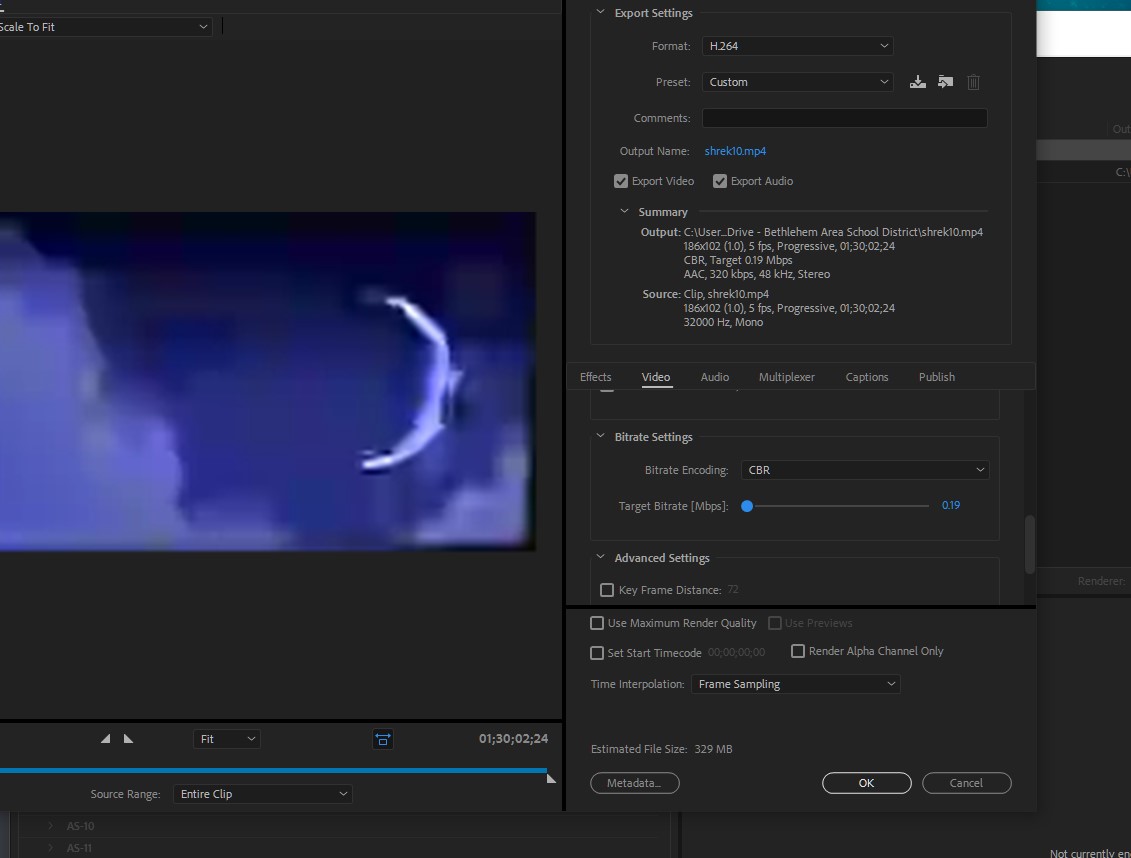 Scale To Fit
Export Settings
Format: H.264
Preset: Custom
Comments:
Output Name: shrek10.mp4
Export Video Export Audio
Summary
Output: C:\User...Drive - Bethlehem Area School District\shrek10.mp4
186x102 (1.0), 5 fps, Progressive, 01;30;02;24
CBR, Target 0.19 Mbps
AAC, 320 kbps, 48 kHz, Stereo
Source: Clip, shrek10.mp4
186x102 (1.0), 5 fps, Progressive, 01;30;02;24
32000 Hz, Mono
Effects Video Audio Multiplexer Captions Publish
Bitrate Settings
Bitrate Encoding: CBR
Target Bitrate [Mbps]: 0.19
Advanced Settings
Key Frame Distance: 72
Use Maximum Render Quality Use Previews
Set Start Timecode 00;00;00;00 Render Alpha Channel Only
Time Interpolation: Frame Sampling
Estimated File Size: 329 MB
Metadata... OK Cancel
Fit 01;30;02;24
Source Range: Entire Clip
AS-10
AS-11
Out
C:\
Renderer:
Not currently en